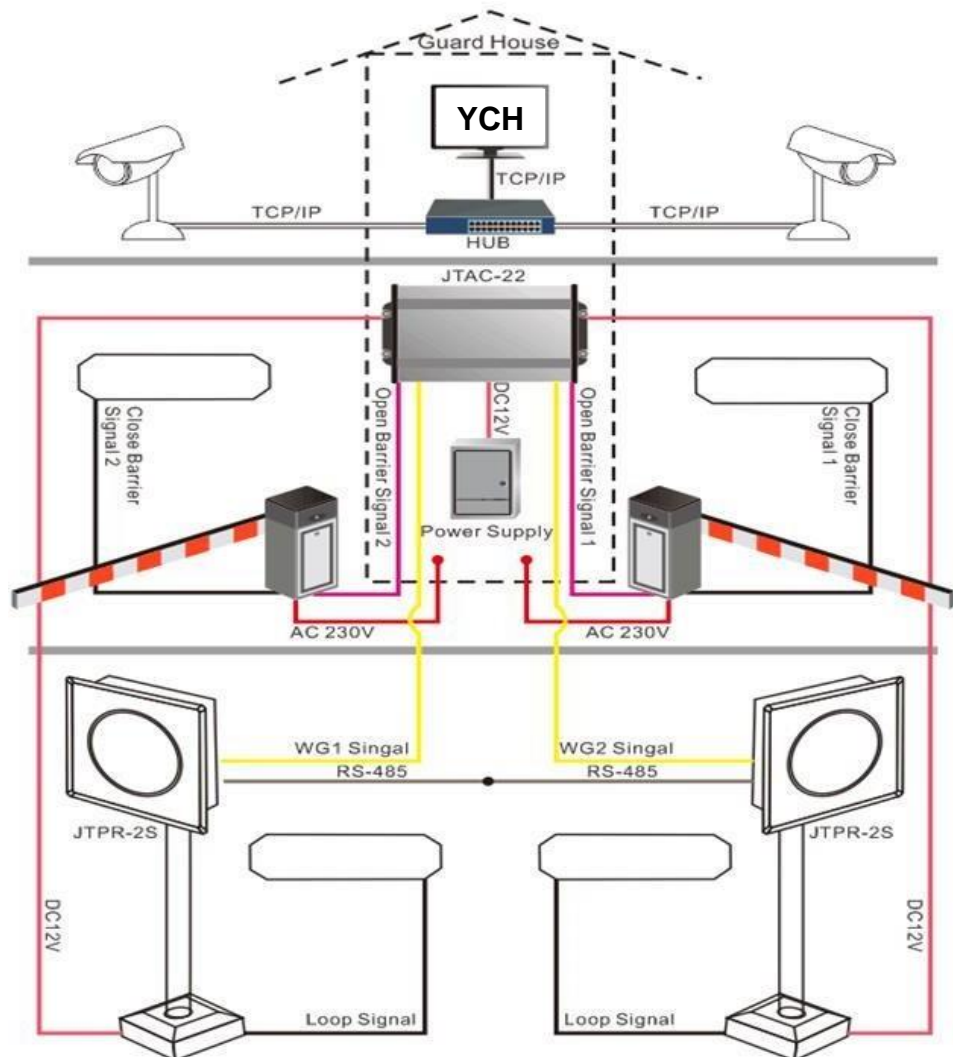 Guard House
YCH
TCP/IP
TCP/IP
TCP/IP
HUB
JTAC-22
Close Barrier
Signal 2
Open Barrier Signal 2
DC12V
Open Barrier Signal 1
Close Barrier
Signal 1
Power Supply
AC 230V
AC 230V
WG1 Singal
WG2 Singal
RS-485
RS-485
JTPR-2S
JTPR-2S
DC12V
DC12V
Loop Signal
Loop Signal